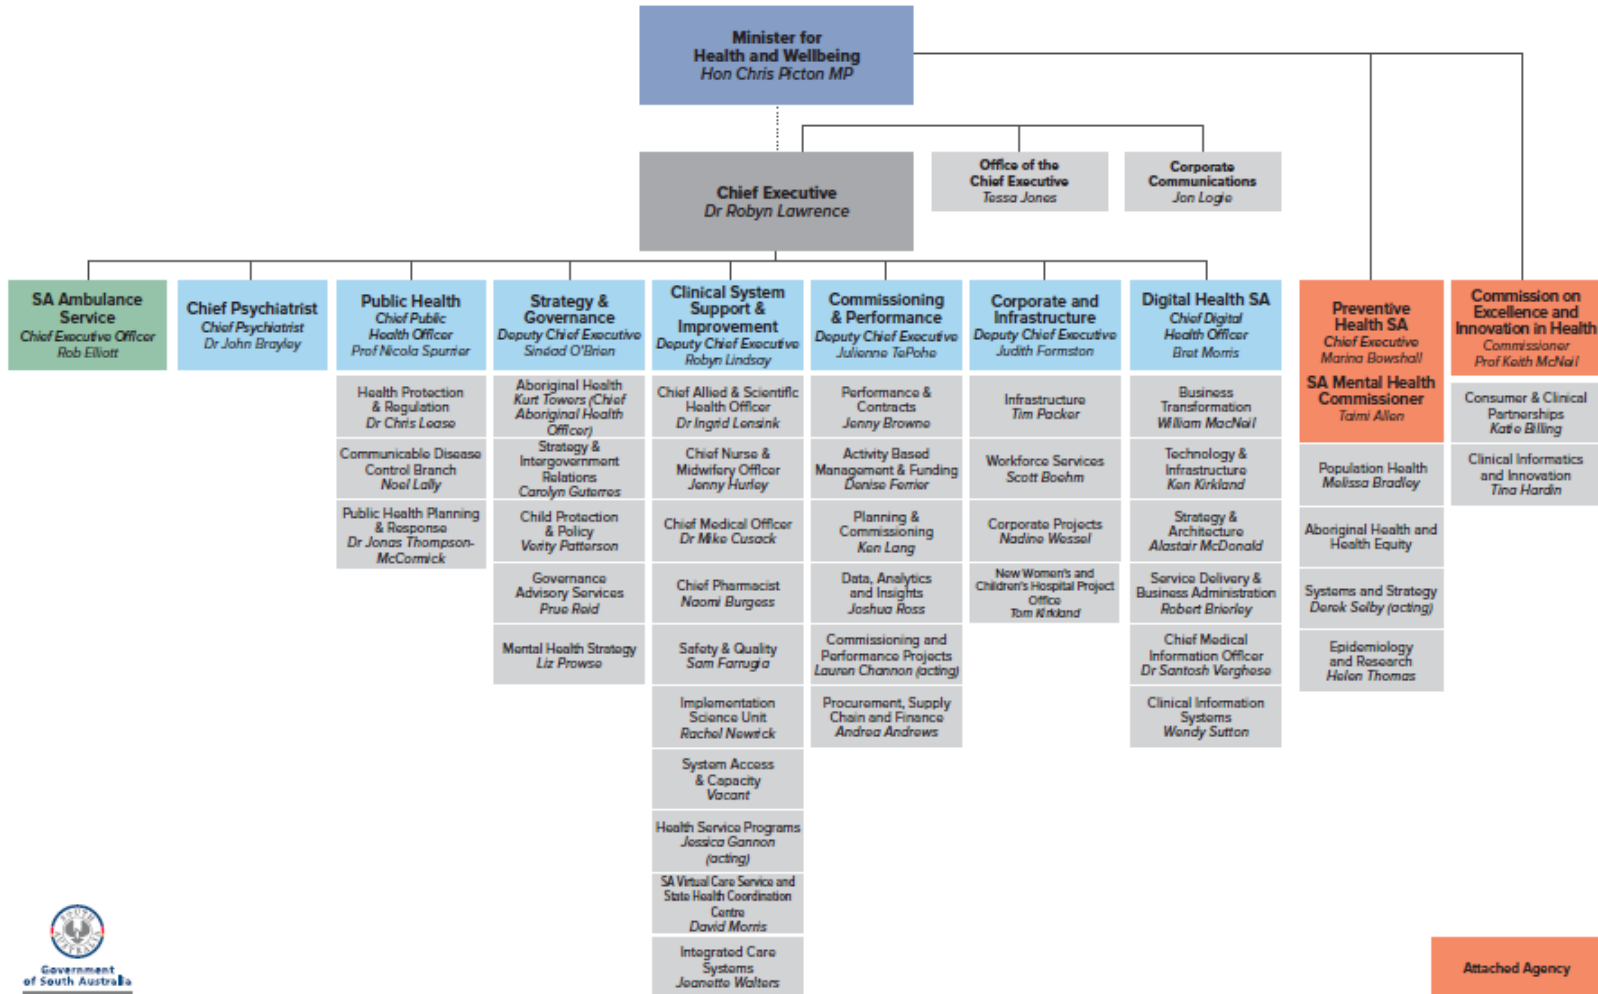 Minister for
Health and Wellbeing
Hon Chris Picton MP
Chief Executive
Dr Robyn Lawrence
Office of the
Chief Executive
Tessa Jones
Corporate
Communications
Jon Logie
SA Ambulance
Service
Chief Executive Officer
Rob Elliott
Chief Psychiatrist
Chief Psychiatrist
Dr John Brayley
Public Health
Chief Public
Health Officer
Prof Nicola Spurrier
Health Protection
& Regulation
Dr Chris Lease
Communicable Disease
Control Branch
Noel Lally
Public Health Planning
& Response
Dr Jonas Thompson-
McCormick
Strategy &
Governance
Deputy Chief Executive
Sinéad O'Brien
Aboriginal Health
Kurt Towers (Chief
Aboriginal Health
Officer)
Strategy &
Intergovernment
Relations
Carolyn Guterres
Child Protection
& Policy
Verity Patterson
Governance
Advisory Services
Prue Reid
Mental Health Strategy
Liz Prowse
Clinical System
Support &
Improvement
Deputy Chief Executive
Robyn Lindsay
Chief Allied & Scientific
Health Officer
Dr Ingrid Lensink
Chief Nurse &
Midwifery Officer
Jenny Hurley
Chief Medical Officer
Dr Mike Cusack
Chief Pharmacist
Naomi Burgess
Safety & Quality
Sam Farrugia
Implementation
Science Unit
Rachel Newrick
System Access
& Capacity
Vacant
Health Service Programs
Jessica Gannon
(acting)
SA Virtual Care Service and
State Health Coordination
Centre
David Morris
Integrated Care
Systems
Jeanette Walters
Commissioning
& Performance
Deputy Chief Executive
Julienne TePohe
Performance &
Contracts
Jenny Browne
Activity Based
Management & Funding
Denise Ferrier
Planning &
Commissioning
Ken Lang
Data, Analytics
and Insights
Joshua Ross
Commissioning and
Performance Projects
Lauren Channon (acting)
Procurement, Supply
Chain and Finance
Andrea Andrews
Corporate and
Infrastructure
Deputy Chief Executive
Judith Formston
Infrastructure
Tim Packer
Workforce Services
Scott Boehm
Corporate Projects
Nadine Wessel
New Women's and
Children's Hospital Project
Office
Tom Kirkland
Digital Health SA
Chief Digital
Health Officer
Bret Morris
Business
Transformation
William MacNeil
Technology &
Infrastructure
Ken Kirkland
Strategy &
Architecture
Alastair McDonald
Service Delivery &
Business Administration
Robert Brierley
Chief Medical
Information Officer
Dr Santosh Verghese
Clinical Information
Systems
Wendy Sutton
Preventive
Health SA
Chief Executive
Marina Bowshall
SA Mental Health
Commissioner
Taimi Allen
Population Health
Melissa Bradley
Aboriginal Health and
Health Equity
Systems and Strategy
Derek Selby (acting)
Epidemiology
and Research
Helen Thomas
Commission on
Excellence and
Innovation in Health
Commissioner
Prof Keith McNeil
Consumer & Clinical
Partnerships
Katie Billing
Clinical Informatics
and Innovation
Tina Hardin
SOUTH
AUSTRALIA
Government
of South Australia
Attached Agency